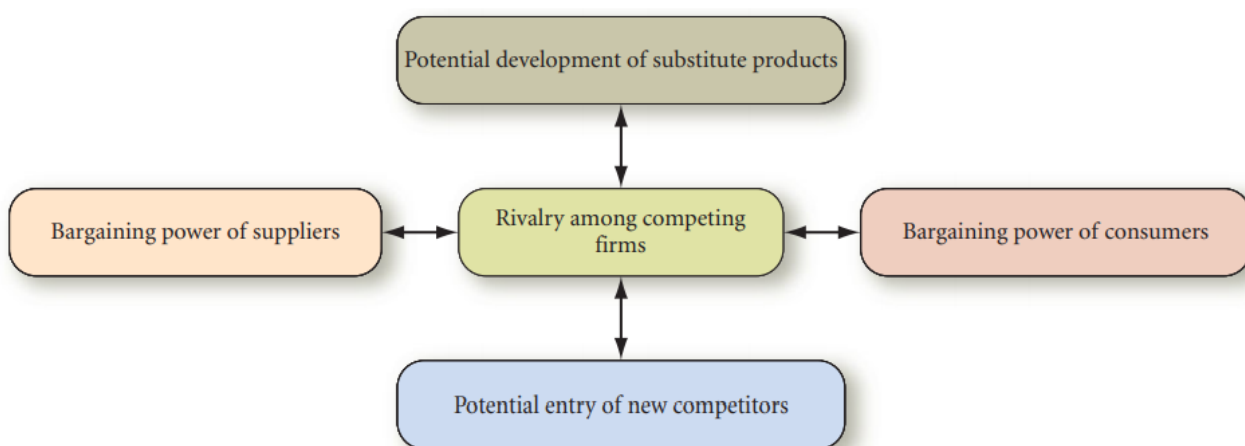 Potential development of substitute products
Bargaining power of suppliers
Rivalry among competing
firms
Bargaining power of consumers
Potential entry of new competitors